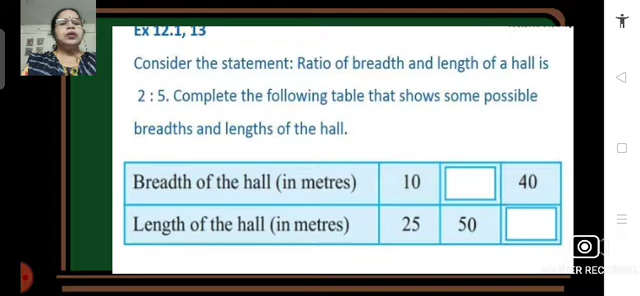 Ex 12.1, 13
Consider the statement: Ratio of breadth and length of a hall is
2 : 5. Complete the following table that shows some possible
breadths and lengths of the hall.
Breadth of the hall (in metres) 10 40
Length of the hall (in metres) 25 50